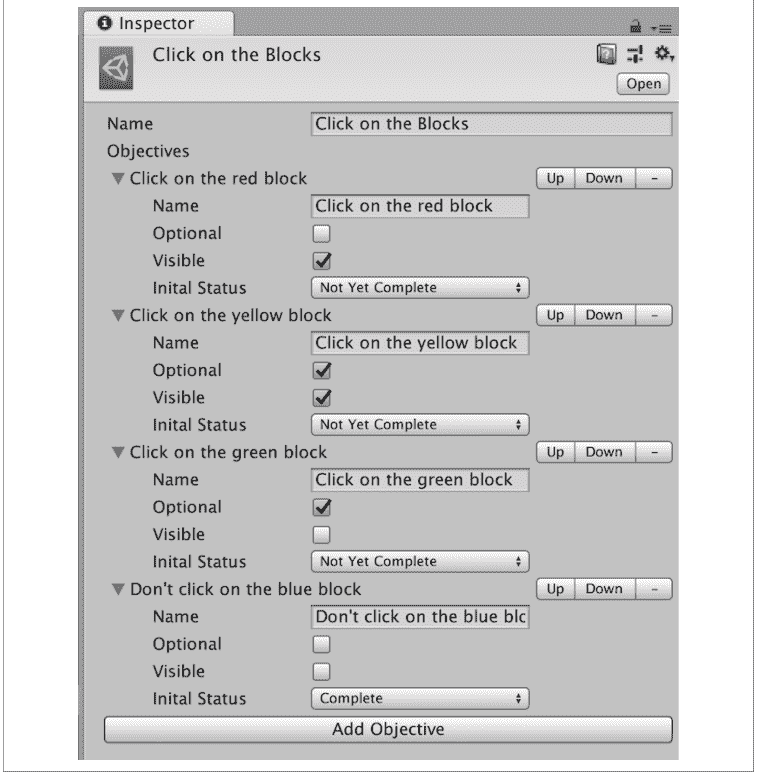 Inspector
Click on the Blocks
Open
Name Click on the Blocks
Objectives
Click on the red block Up Down -
Name Click on the red block
Optional
Visible
Inital Status Not Yet Complete
Click on the yellow block Up Down -
Name Click on the yellow block
Optional
Visible
Inital Status Not Yet Complete
Click on the green block Up Down -
Name Click on the green block
Optional
Visible
Inital Status Not Yet Complete
Don't click on the blue block Up Down -
Name Don't click on the blue blo
Optional
Visible
Inital Status Complete
Add Objective